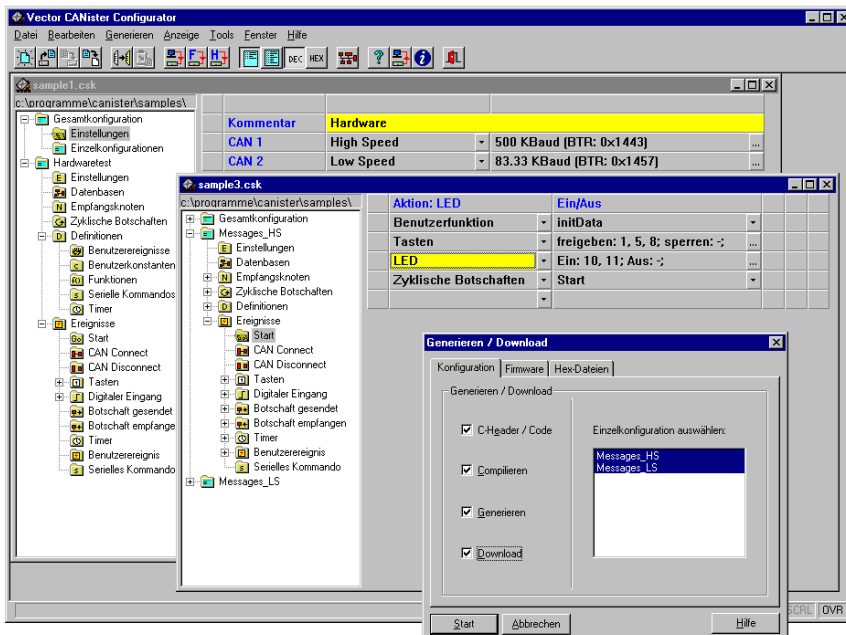 Vector CANister Configurator
Datei Bearbeiten Generieren Anzeige Tools Fenster Hilfe
DEC HEX
sample1.csk
c:\programme\canister\samples\
Gesamtkonfiguration
Einstellungen
Einzelkonfigurationen
Hardwaretest
Einstellungen
Datenbasen
Empfangsknoten
Zyklische Botschaften
Definitionen
Benutzerereignisse
Benutzerkonstanten
Funktionen
Serielle Kommandos
Timer
Ereignisse
Start
CAN Connect
CAN Disconnect
Tasten
Digitaler Eingang
Botschaft gesendet
Botschaft empfange
Timer
Benutzerereignis
Serielles Kommando
Kommentar Hardware
CAN 1 High Speed 500 KBaud (BTR: 0x1443) ...
CAN 2 Low Speed 83.33 KBaud (BTR: 0x1457) ...
sample3.csk
c:\programme\canister\samples\
Gesamtkonfiguration
Messages_HS
Einstellungen
Datenbasen
Empfangsknoten
Zyklische Botschaften
Definitionen
Ereignisse
Start
CAN Connect
CAN Disconnect
Tasten
Digitaler Eingang
Botschaft gesendet
Botschaft empfangen
Timer
Benutzerereignis
Serielles Kommando
Messages_LS
Aktion: LED Ein/Aus
Benutzerfunktion initData
Tasten freigeben: 1, 5, 8; sperren: -; ...
LED Ein: 10, 11; Aus: -; ...
Zyklische Botschaften Start
Generieren / Download
Konfiguration Firmware Hex-Dateien
Generieren / Download
C-Header / Code
Compilieren
Generieren
Download
Einzelkonfiguration auswählen:
Messages_HS
Messages_LS
Start Abbrechen Hilfe
SCRL OVR